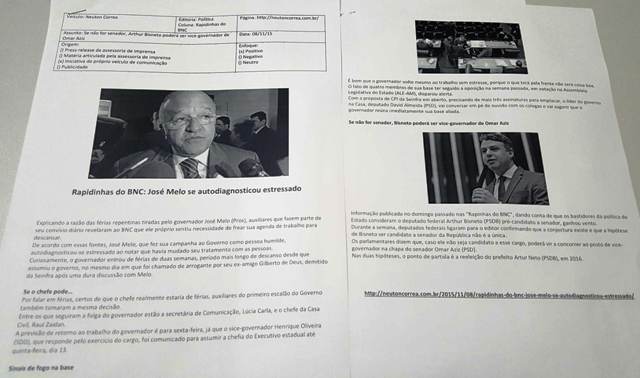 Veículo: Neuton Correa
Editoria: Política
Coluna: Rapidinhas do BNC
Página: http://neutoncorrea.com.br/
Assunto: Se não for senador, Arthur Bisneto poderá ser vice-governador de Omar Aziz
Data: 08/11/15
Origem:
() Press-release da assessoria de imprensa
() Matéria articulada pela assessoria de imprensa
(x) Iniciativa do próprio veículo de comunicação
() Publicidade
Enfoque:
(x) Positivo
() Negativo
() Neutro
Rapidinhas do BNC: José Melo se autodiagnosticou estressado
Explicando a razão das férias repentinas tiradas pelo governador José Melo (Pros), auxiliares que fazem parte de
seu convívio diário revelaram ao BNC que ele próprio sentiu necessidade de frear sua agenda de trabalho para
descansar.
De acordo com essas fontes, José Melo, que fez sua campanha ao Governo como pessoa humilde,
autodiagnosticou-se estressado ao notar que havia mudado seu tratamento com as pessoas.
Curiosamente, o governador entrou de férias de duas semanas, período mais longo de descanso desde que
assumiu o governo, no mesmo dia em que foi chamado de arrogante por seu ex-amigo Gilberto de Deus, demitido
da Seinfra após uma dura discussão com Melo.
Se o chefe pode...
Por falar em férias, certos de que o chefe realmente estaria de férias, auxiliares do primeiro escalão do Governo
também tomaram a mesma decisão.
Entre os que seguiram a folga do governador estão a secretária de Comunicação, Lúcia Carla, e o chefe da Casa
Civil, Raul Zaidan.
A previsão de retorno ao trabalho do governador é para sexta-feira, já que o vice-governador Henrique Oliveira
(SDD), que responde pelo exercício do cargo, foi comunicado para assumir a chefia do Executivo estadual até
quinta-feira, dia 13.
Sinais de fogo na base
É bom que o governador volte mesmo ao trabalho sem estresse, porque o que terá pela frente não será coisa boa.
O fato de quatro membros de sua base ter seguido a oposição na semana passada, em votação na Assembleia
Legislativa do Estado (ALE-AM), disparou alerta.
Com a proposta de CPI da Seinfra em aberto, precisando de mais três assinaturas para emplacar, o líder do governo
na Casa, deputado David Almeida (PSD), vai conversar em pé de ouvido com os colegas e vai sugerir que o
governador reúna imediatamente sua base aliada.
Se não for senador, Bisneto poderá ser vice-governador de Omar Aziz
Informação publicada no domingo passado nas "Rapinhas do BNC", dando conta de que os bastidores da política do
Estado consideram o deputado federal Arthur Bisneto (PSDB) pré-candidato a senador, ganhou vento.
Durante a semana, deputados federais ligaram para o editor confirmando que a conjectura existe e que a hipótese
de Bisneto ser candidato a senador da República não é a única.
Os parlamentares dizem que, caso ele não seja candidato a esse cargo, poderá vir a concorrer ao posto de vice-
governador na chapa do senador Omar Aziz (PSD).
Nas duas hipóteses, o ponto de partida é a reeleição do prefeito Artur Neto (PSDB), em 2016.
http://neutoncorrea.com.br/2015/11/08/rapidinhas-do-bnc-jose-melo-se-autodiagnosticou-estressado/